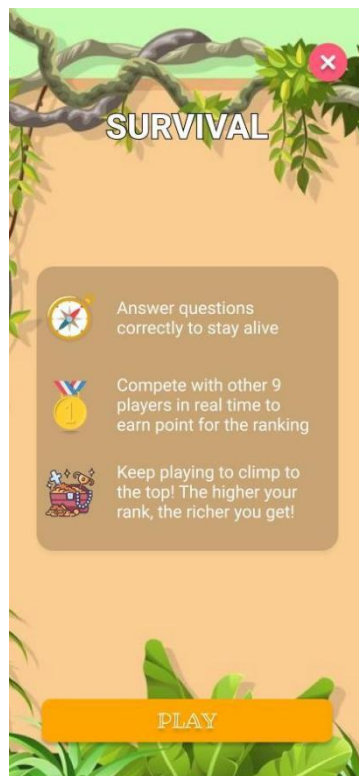 SURVIVAL
Answer questions
correctly to stay alive
Compete with other 9
players in real time to
earn point for the ranking
Keep playing to climp to
the top! The higher your
rank, the richer you get!
PLAY